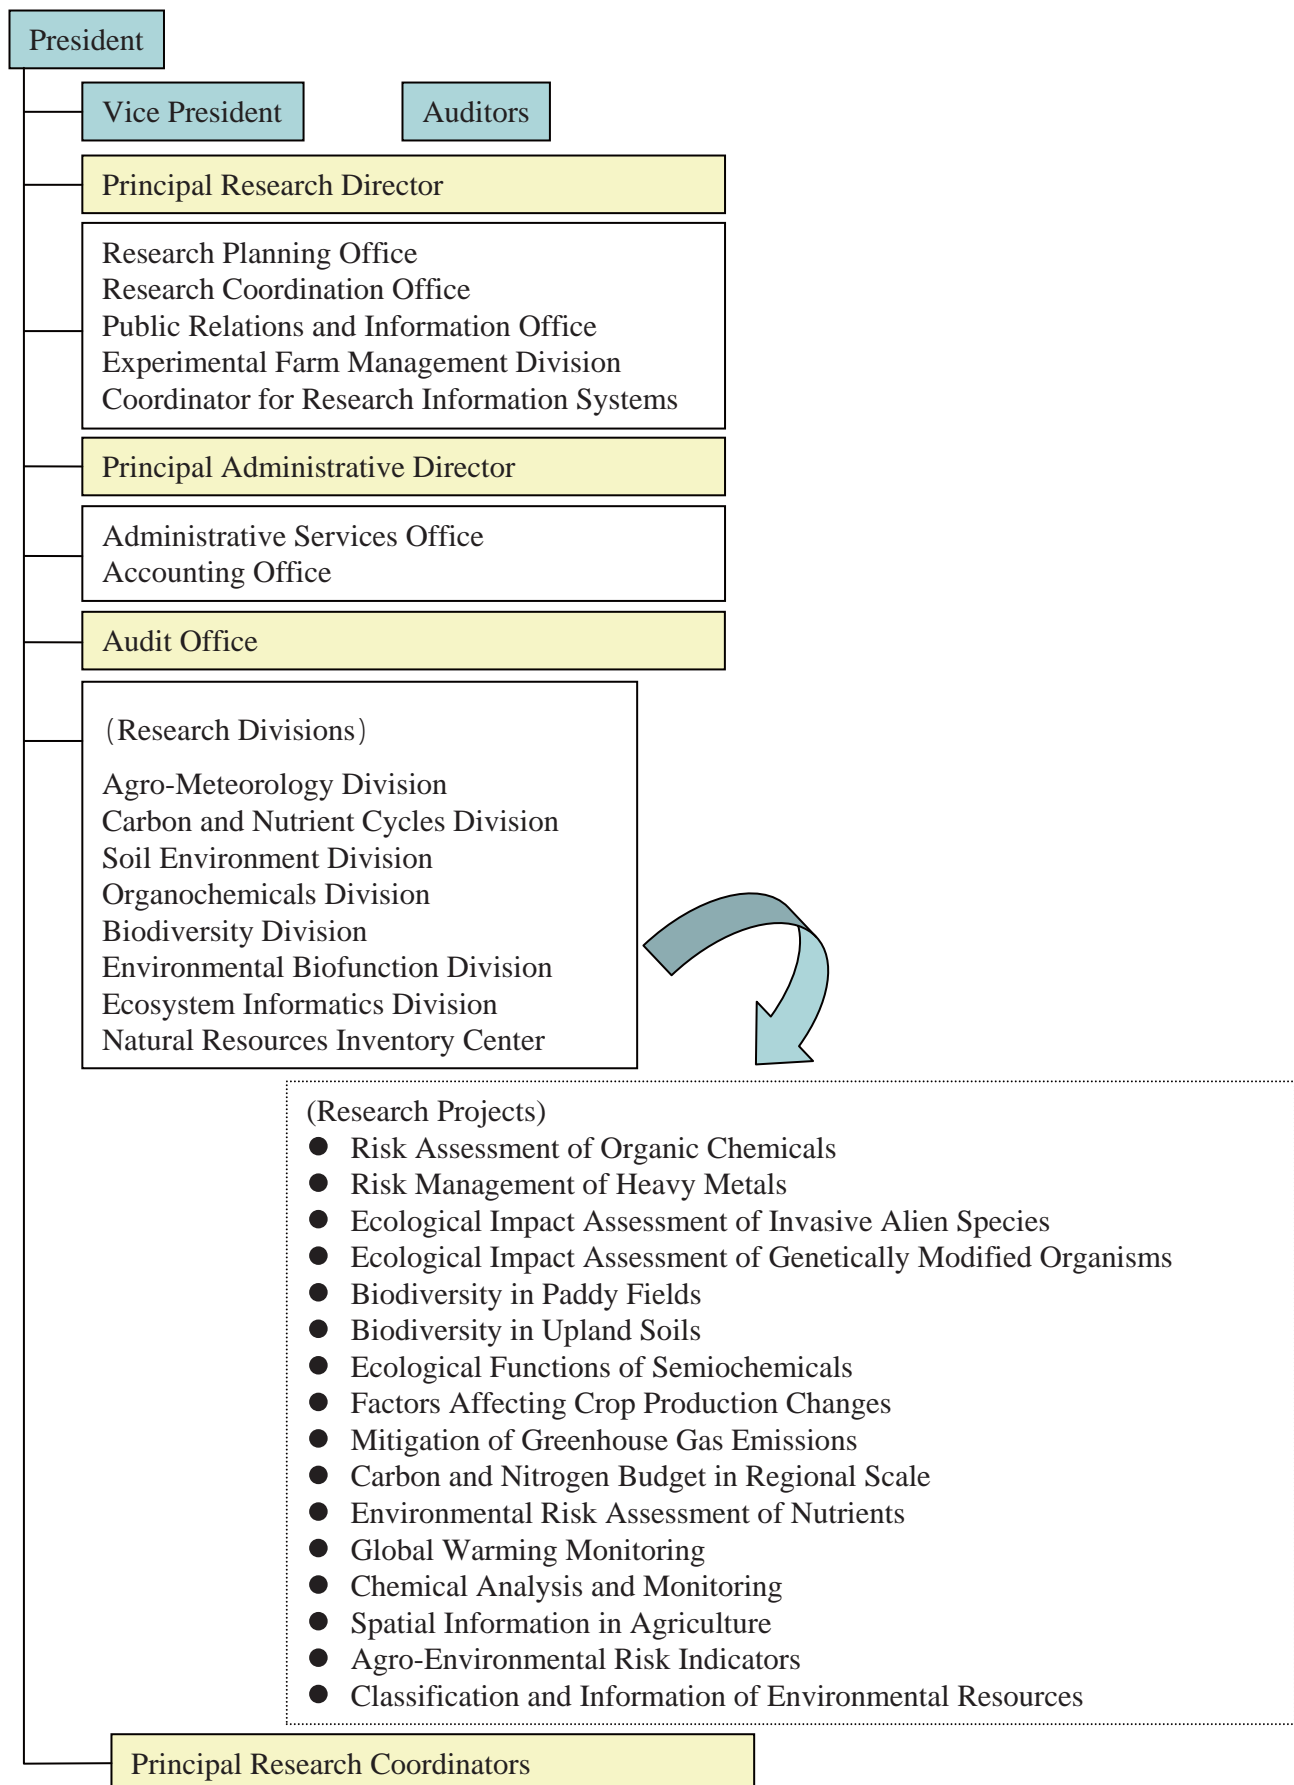 President
Vice President
Auditors
Principal Research Director
Research Planning Office
Research Coordination Office
Public Relations and Information Office
Experimental Farm Management Division
Coordinator for Research Information Systems
Principal Administrative Director
Administrative Services Office
Accounting Office
Audit Office
(Research Divisions)
Agro-Meteorology Division
Carbon and Nutrient Cycles Division
Soil Environment Division
Organochemicals Division
Biodiversity Division
Environmental Biofunction Division
Ecosystem Informatics Division
Natural Resources Inventory Center
(Research Projects)
● Risk Assessment of Organic Chemicals
● Risk Management of Heavy Metals
● Ecological Impact Assessment of Invasive Alien Species
● Ecological Impact Assessment of Genetically Modified Organisms
● Biodiversity in Paddy Fields
● Biodiversity in Upland Soils
● Ecological Functions of Semiochemicals
● Factors Affecting Crop Production Changes
● Mitigation of Greenhouse Gas Emissions
● Carbon and Nitrogen Budget in Regional Scale
● Environmental Risk Assessment of Nutrients
● Global Warming Monitoring
● Chemical Analysis and Monitoring
● Spatial Information in Agriculture
● Agro-Environmental Risk Indicators
● Classification and Information of Environmental Resources
Principal Research Coordinators